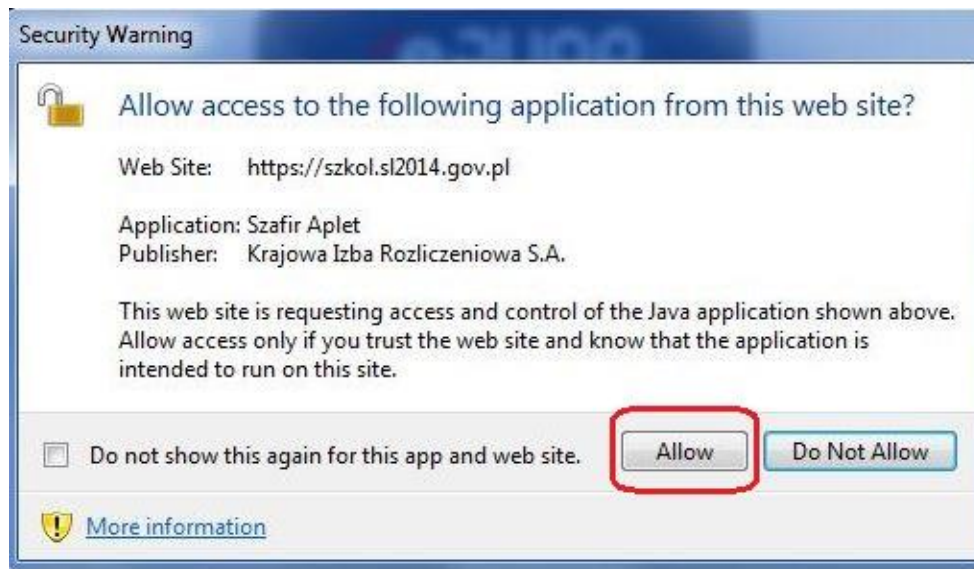 Security Warning
Allow access to the following application from this web site?
Web Site: https://szkol.sl2014.gov.pl
Application: Szafir Aplet
Publisher: Krajowa Izba Rozliczeniowa S.A.
This web site is requesting access and control of the Java application shown above.
Allow access only if you trust the web site and know that the application is
intended to run on this site.
Do not show this again for this app and web site.
Allow
Do Not Allow
More information